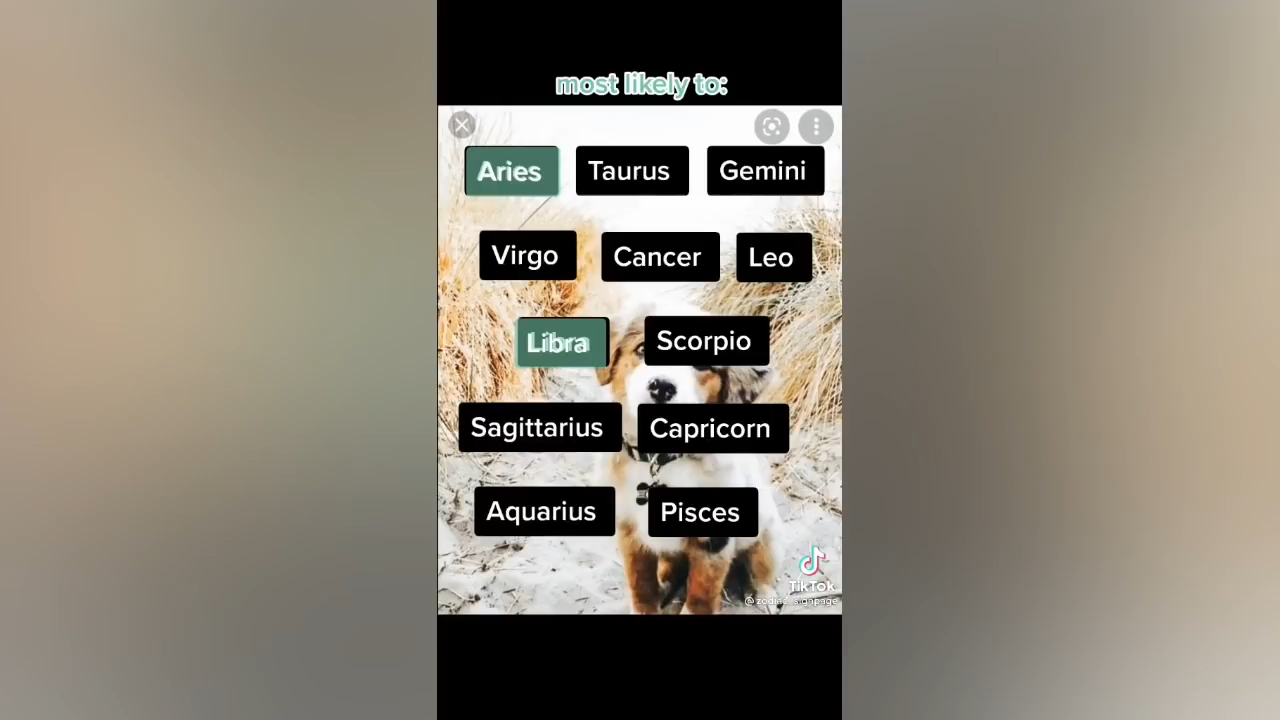 most likely to:
Aries Taurus Gemini
Virgo Cancer Leo
Libra Scorpio
Sagittarius Capricorn
Aquarius Pisces
TikTok